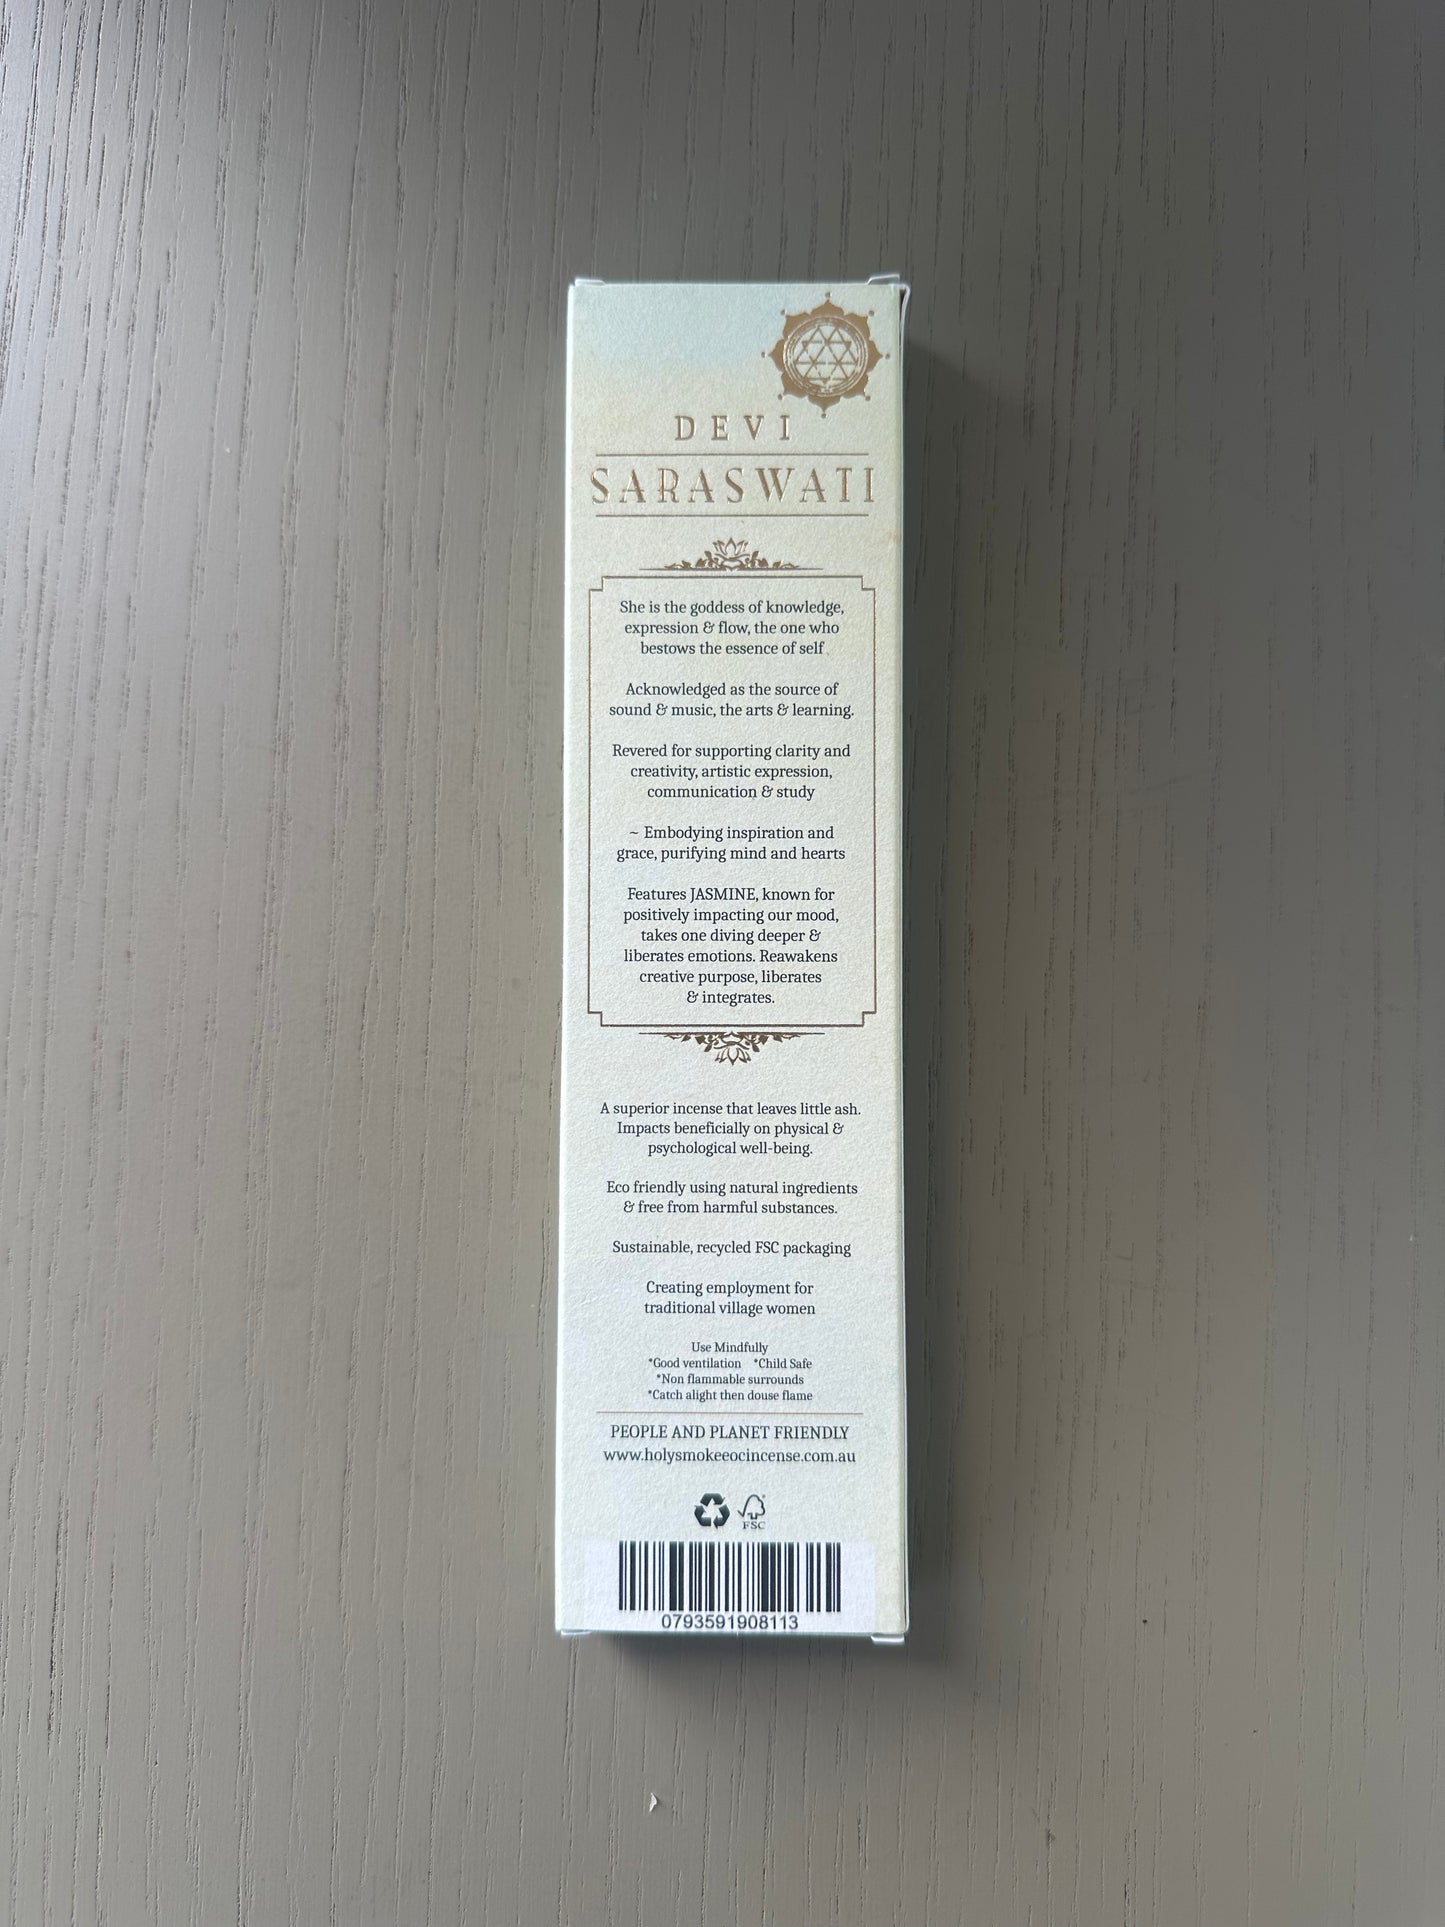 DEVI
SARASWATI
She is the goddess of knowledge,
expression & flow, the one who
bestows the essence of self
Acknowledged as the source of
sound & music, the arts & learning.
Revered for supporting clarity and
creativity, artistic expression,
communication & study
~ Embodying inspiration and
grace, purifying mind and hearts
Features JASMINE, known for
positively impacting our mood,
takes one diving deeper &
liberates emotions. Reawakens
creative purpose, liberates
& integrates.
A superior incense that leaves little ash.
Impacts beneficially on physical &
psychological well-being.
Eco friendly using natural ingredients
& free from harmful substances.
Sustainable, recycled FSC packaging
Creating employment for
traditional village women
Use Mindfully
*Good ventilation *Child Safe
*Non flammable surrounds
*Catch alight then douse flame
PEOPLE AND PLANET FRIENDLY
www.holysmokeeocincense.com.au
FSC
0793591908113